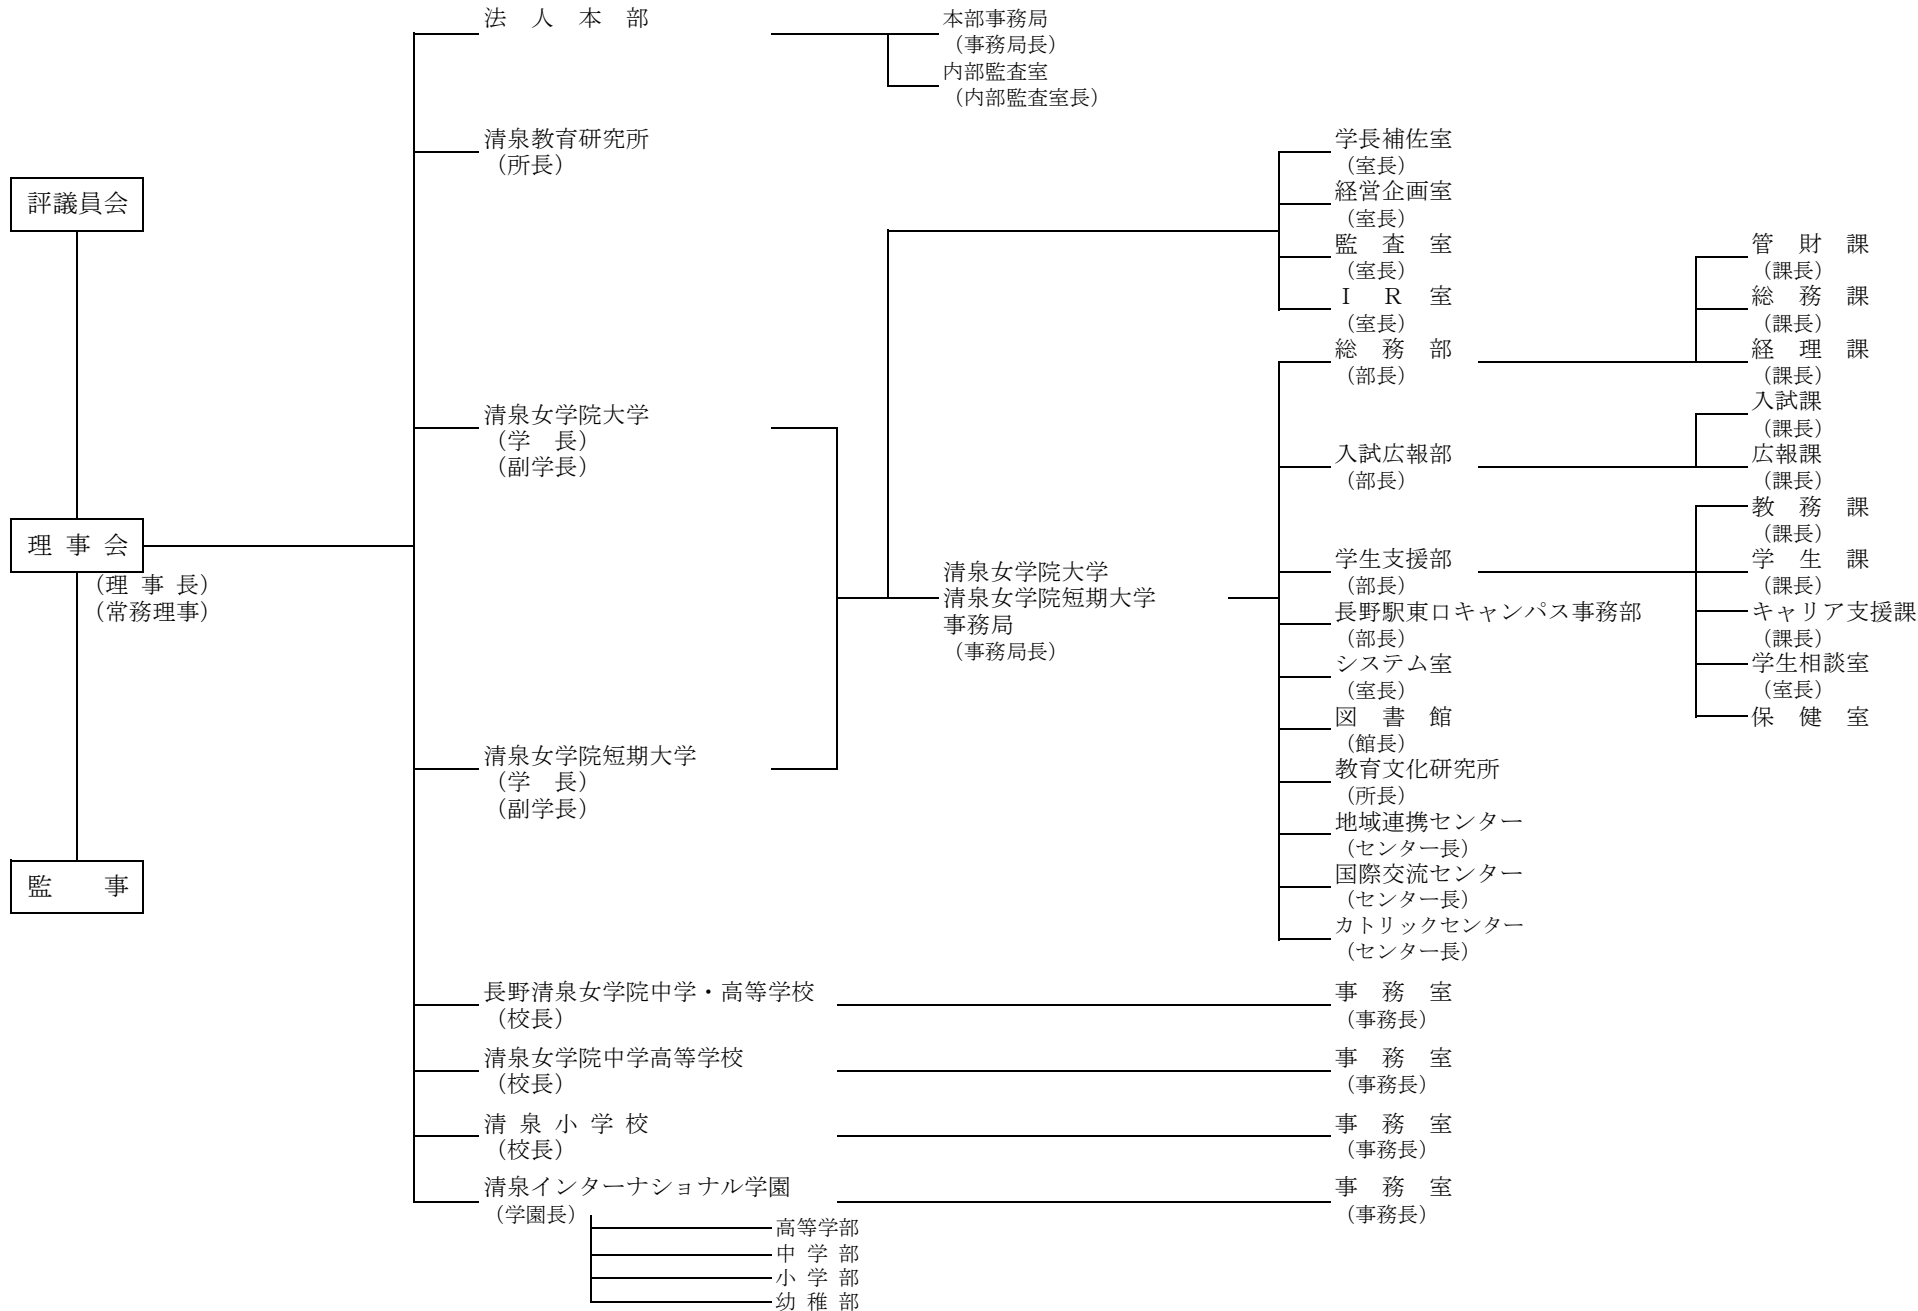 評議員会
理 事 会
（理 事 長）
（常務理事）
監　　事
法　人　本　部
本部事務局
（事務局長）
内部監査室
（内部監査室長）
清泉教育研究所
（所長）
清泉女学院大学
（学　長）
（副学長）
清泉女学院短期大学
（学　長）
（副学長）
清泉女学院大学
清泉女学院短期大学
事務局
（事務局長）
学長補佐室
（室長）
経営企画室
（室長）
監　査　室
（室長）
Ｉ　Ｒ　室
（室長）
総　務　部
（部長）
管　財　課
（課長）
総　務　課
（課長）
経　理　課
（課長）
入試広報部
（部長）
入試課
（課長）
広報課
（課長）
学生支援部
（部長）
教　務　課
（課長）
学　生　課
（課長）
キャリア支援課
（課長）
学生相談室
（室長）
保　健　室
長野駅東口キャンパス事務部
（部長）
システム室
（室長）
図　書　館
（館長）
教育文化研究所
（所長）
地域連携センター
（センター長）
国際交流センター
（センター長）
カトリックセンター
（センター長）
長野清泉女学院中学・高等学校
（校長）
事　務　室
（事務長）
清泉女学院中学高等学校
（校長）
事　務　室
（事務長）
清 泉 小 学 校
（校長）
事　務　室
（事務長）
清泉インターナショナル学園
（学園長）
事　務　室
（事務長）
高等学部
中 学 部
小 学 部
幼 稚 部